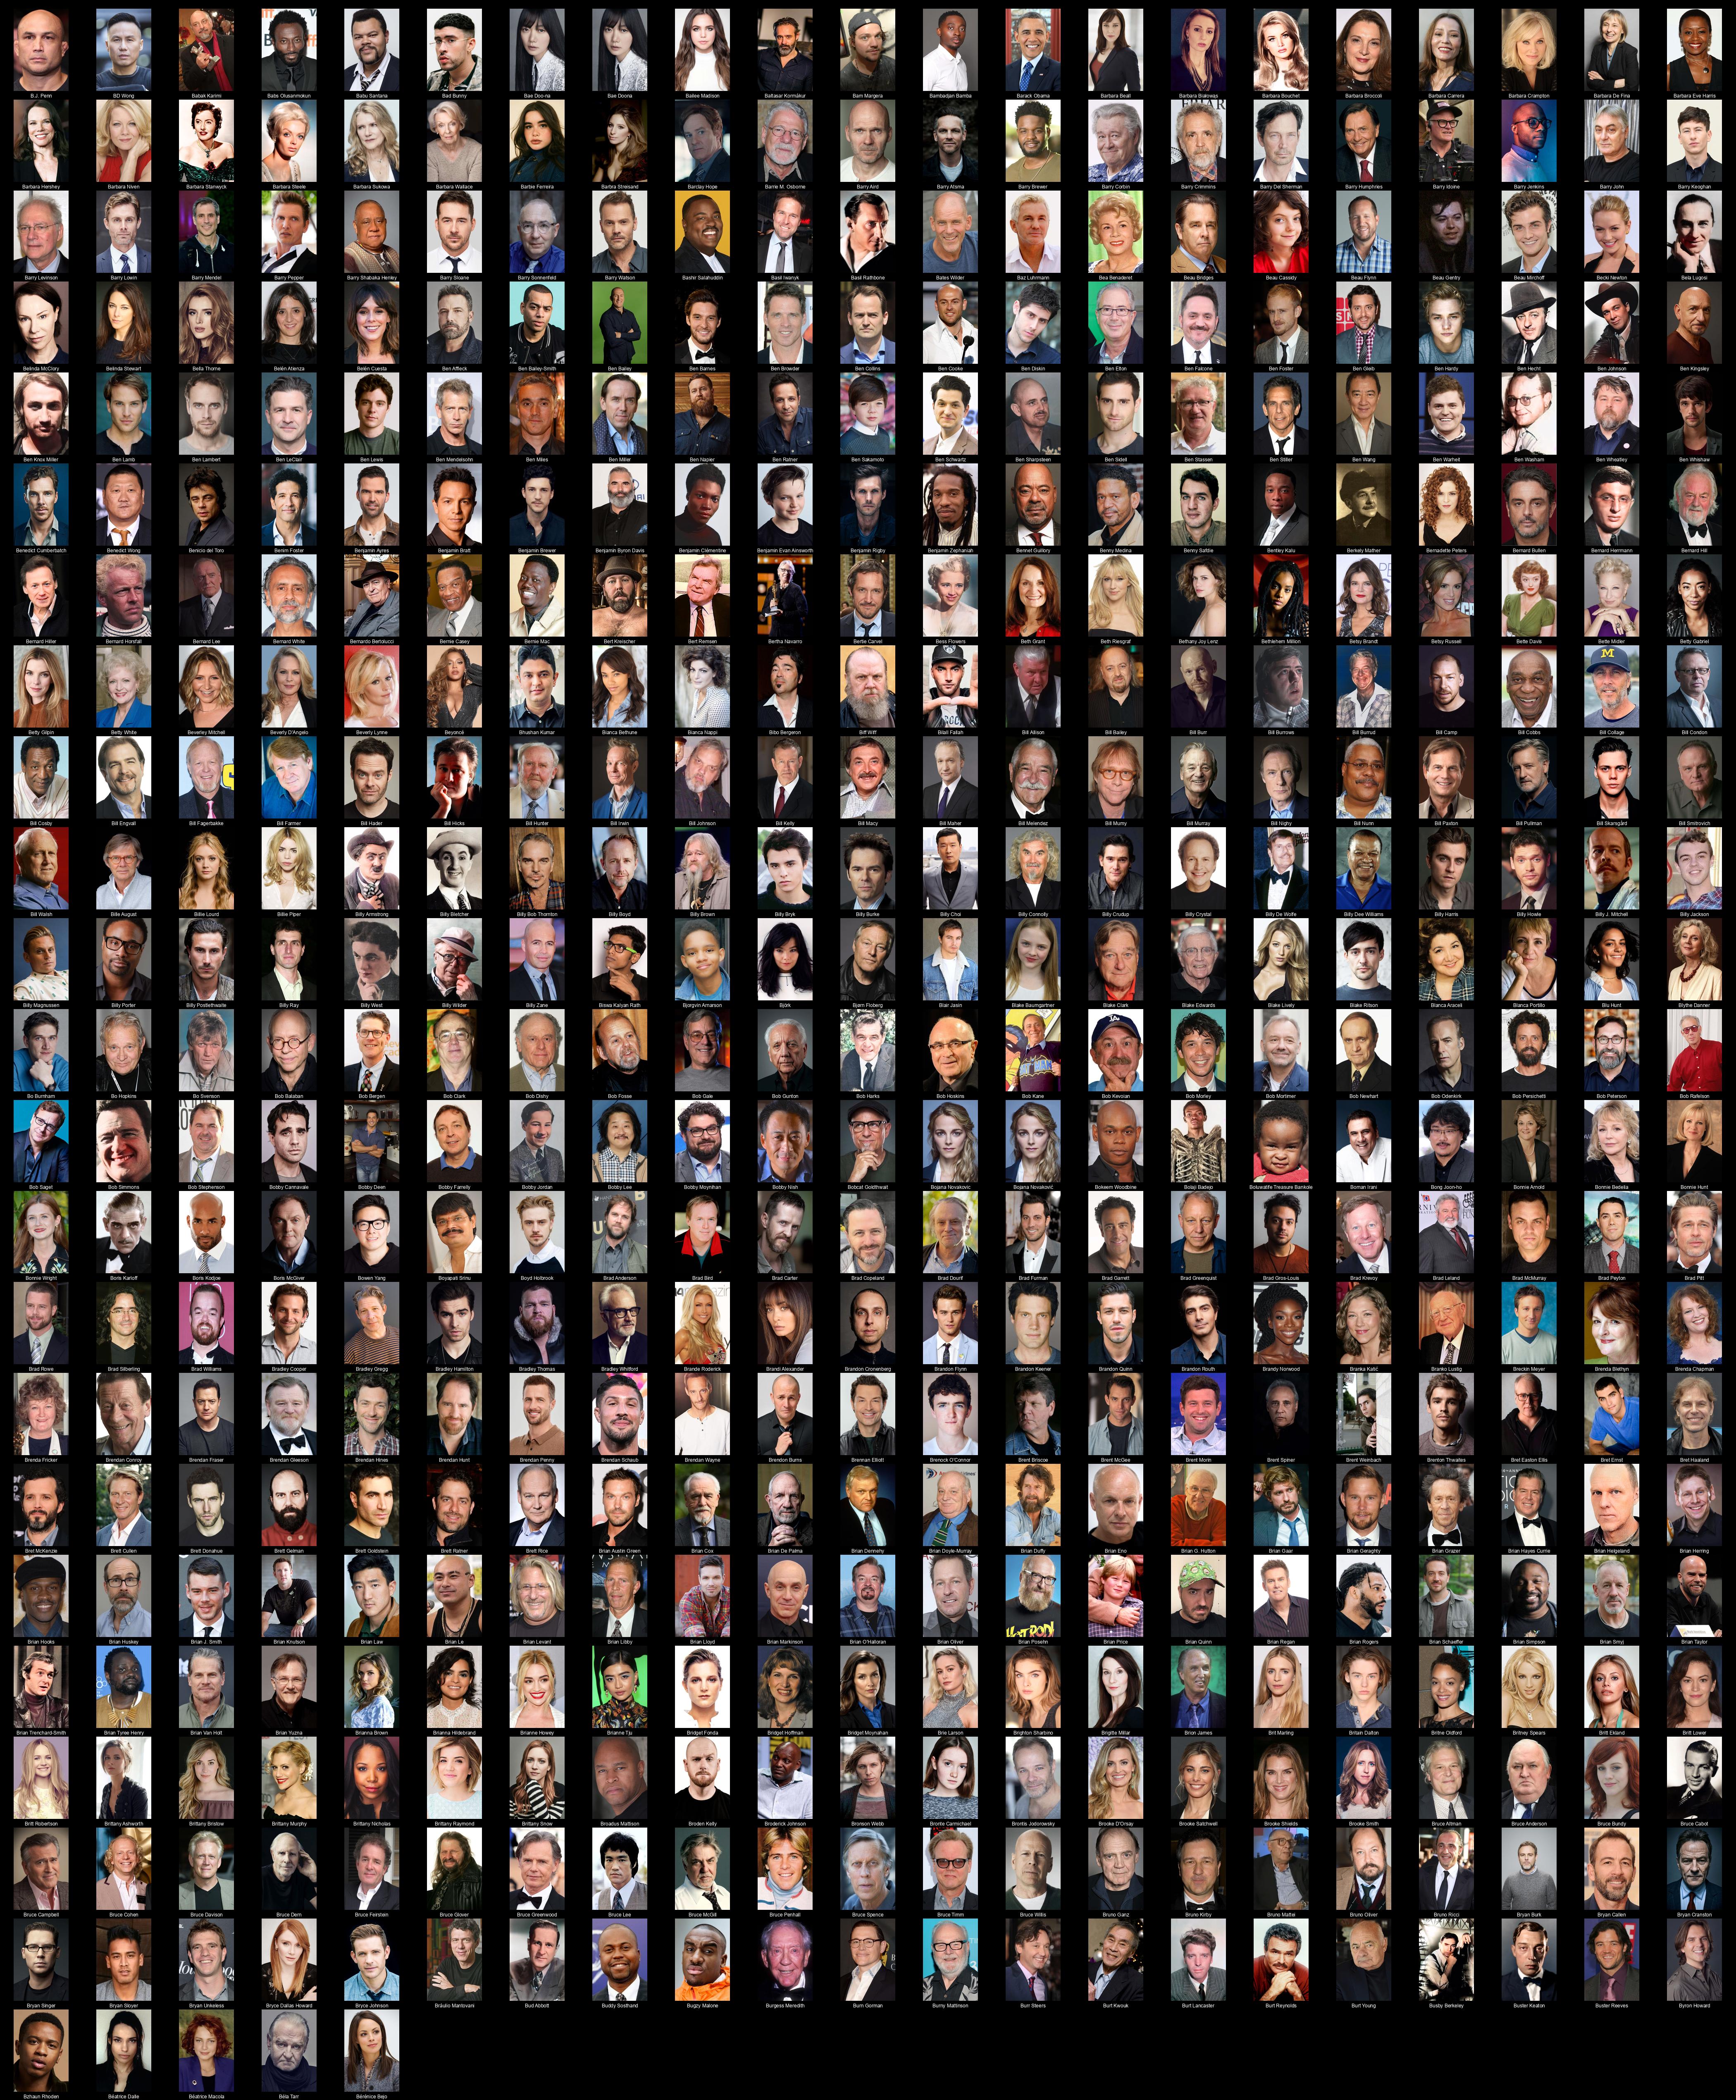 B.J. Penn BD Wong Babak Karimi Babs Olusanmokun Babu Santana Bad Bunny Bae Doo-na Bae Doona Bailee Madison Baltasar Kormákur Bam Margera Bambadjan Bamba Barack Obama Barbara Beall Barbara Bialowas Barbara Bouchet Barbara Broccoli Barbara Carrera Barbara Crampton Barbara De Fina Barbara Eve Harris
Barbara Hershey Barbara Niven Barbara Stanwyck Barbara Steele Barbara Sukowa Barbara Wallace Barbie Ferreira Barbra Streisand Barclay Hope Barrie M. Osborne Barry Aird Barry Atsma Barry Brewer Barry Corbin Barry Crimmins Barry Del Sherman Barry Humphries Barry Idoine Barry Jenkins Barry John Barry Keoghan
Barry Levinson Barry Lowin Barry Mendel Barry Pepper Barry Shabaka Henley Barry Sloane Barry Sonnenfeld Barry Watson Bashir Salahuddin Basil Iwanyk Basil Rathbone Bates Wilder Baz Luhrmann Bea Benaderet Beau Bridges Beau Cassidy Beau Flynn Beau Gentry Beau Mirchoff Becki Newton Bela Lugosi
Belinda McClory Belinda Stewart Bella Thorne Belén Atienza Belén Cuesta Ben Affleck Ben Bailey-Smith Ben Bailey Ben Barnes Ben Browder Ben Collins Ben Cooke Ben Diskin Ben Elton Ben Falcone Ben Foster Ben Gleib Ben Hardy Ben Hecht Ben Johnson Ben Kingsley
Ben Knox Miller Ben Lamb Ben Lambert Ben LeClair Ben Lewis Ben Mendelsohn Ben Miles Ben Miller Ben Napier Ben Ratner Ben Sakamoto Ben Schwartz Ben Sharpsteen Ben Sidell Ben Stassen Ben Stiller Ben Wang Ben Warheit Ben Washam Ben Wheatley Ben Whishaw
Benedict Cumberbatch Benedict Wong Benicio del Toro Benim Foster Benjamin Ayres Benjamin Bratt Benjamin Brewer Benjamin Byron Davis Benjamin Clémentine Benjamin Evan Ainsworth Benjamin Rigby Benjamin Zephaniah Bennet Guillory Benny Medina Benny Safdie Bentley Kalu Berkely Mather Bernadette Peters Bernard Bullen Bernard Herrmann Bernard Hill
Bernard Hiller Bernard Horsfall Bernard Lee Bernard White Bernardo Bertolucci Bernie Casey Bernie Mac Bert Kreischer Bert Remsen Bertha Navarro Bertie Carvel Bess Flowers Beth Grant Beth Riesgraf Bethany Joy Lenz Bethlehem Million Betsy Brandt Betsy Russell Bette Davis Bette Midler Betty Gabriel
Betty Gilpin Betty White Beverley Mitchell Beverly D'Angelo Beverly Lynne Beyoncé Bhushan Kumar Bianca Bethune Bianca Nappi Bibo Bergeron Biff Wiff Bilall Fallah Bill Allison Bill Bailey Bill Burr Bill Burrows Bill Burrud Bill Camp Bill Cobbs Bill Collage Bill Condon
Bill Cosby Bill Engvall Bill Fagerbakke Bill Farmer Bill Hader Bill Hicks Bill Hunter Bill Irwin Bill Johnson Bill Kelly Bill Macy Bill Maher Bill Melendez Bill Mumy Bill Murray Bill Nighy Bill Nunn Bill Paxton Bill Pullman Bill Skarsgård Bill Smitrovich
Bill Walsh Bille August Billie Lourd Billie Piper Billy Armstrong Billy Bletcher Billy Bob Thornton Billy Boyd Billy Brown Billy Bryk Billy Burke Billy Choi Billy Connolly Billy Crudup Billy Crystal Billy De Wolfe Billy Dee Williams Billy Harris Billy Howle Billy J. Mitchell Billy Jackson
Billy Magnussen Billy Porter Billy Postlethwaite Billy Ray Billy West Billy Wilder Billy Zane Biswa Kalyan Rath Bjorgvin Arnarson Björk Bjørn Floberg Blair Jasin Blake Baumgartner Blake Clark Blake Edwards Blake Lively Blake Ritson Blanca Araceli Blanca Portillo Blu Hunt Blythe Danner
Bo Burnham Bo Hopkins Bo Svenson Bob Balaban Bob Bergen Bob Clark Bob Dishy Bob Fosse Bob Gale Bob Gunton Bob Harks Bob Hoskins Bob Kane Bob Kevoian Bob Morley Bob Mortimer Bob Newhart Bob Odenkirk Bob Persichetti Bob Peterson Bob Rafelson
Bob Saget Bob Simmons Bob Stephenson Bobby Cannavale Bobby Deen Bobby Farrelly Bobby Jordan Bobby Lee Bobby Moynihan Bobby Nish Bobcat Goldthwait Bojana Novakovic Bojana Novaković Bokeem Woodbine Bolaji Badejo Boluwatife Treasure Bankole Boman Irani Bong Joon-ho Bonnie Arnold Bonnie Bedelia Bonnie Hunt
Bonnie Wright Boris Karloff Boris Kodjoe Boris McGiver Bowen Yang Boyapati Srinu Boyd Holbrook Brad Anderson Brad Bird Brad Carter Brad Copeland Brad Dourif Brad Furman Brad Garrett Brad Greenquist Brad Gros-Louis Brad Krevoy Brad Leland Brad McMurray Brad Peyton Brad Pitt
Brad Rowe Brad Silberling Brad Williams Bradley Cooper Bradley Gregg Bradley Hamilton Bradley Thomas Bradley Whitford Brande Roderick Brandi Alexander Brandon Cronenberg Brandon Flynn Brandon Keener Brandon Quinn Brandon Routh Brandy Norwood Branka Katić Branko Lustig Breckin Meyer Brenda Blethyn Brenda Chapman
Brenda Fricker Brendan Conroy Brendan Fraser Brendan Gleeson Brendan Hines Brendan Hunt Brendan Penny Brendan Schaub Brendan Wayne Brendon Burns Brennan Elliott Brenock O'Connor Brent Briscoe Brent McGee Brent Morin Brent Spiner Brent Weinbach Brenton Thwaites Bret Easton Ellis Bret Ernst Bret Haaland
Bret McKenzie Brett Cullen Brett Donahue Brett Gelman Brett Goldstein Brett Ratner Brett Rice Brian Austin Green Brian Cox Brian De Palma Brian Dennehy Brian Doyle-Murray Brian Duffy Brian Eno Brian G. Hutton Brian Gaar Brian Geraghty Brian Grazer Brian Hayes Currie Brian Helgeland Brian Herring
Brian Hooks Brian Huskey Brian J. Smith Brian Knutson Brian Law Brian Le Brian Levant Brian Libby Brian Lloyd Brian Markinson Brian O'Halloran Brian Oliver Brian Posehn Brian Price Brian Quinn Brian Regan Brian Rogers Brian Schaeffer Brian Simpson Brian Smyj Brian Taylor
Brian Trenchard-Smith Brian Tyree Henry Brian Van Holt Brian Yuzna Brianna Brown Brianna Hildebrand Brianne Howey Brianne Tju Bridget Fonda Bridget Hoffman Bridget Moynahan Brie Larson Brighton Sharbino Brigitte Millar Brion James Brit Marling Britain Dalton Britne Oldford Britney Spears Britt Ekland Britt Lower
Britt Robertson Brittany Ashworth Brittany Bristow Brittany Murphy Brittany Nicholas Brittany Raymond Brittany Snow Broadus Mattison Broden Kelly Broderick Johnson Bronson Webb Bronte Carmichael Brontis Jodorowsky Brooke D'Orsay Brooke Satchwell Brooke Shields Brooke Smith Bruce Altman Bruce Anderson Bruce Bundy Bruce Cabot
Bruce Campbell Bruce Cohen Bruce Davison Bruce Dern Bruce Feirstein Bruce Glover Bruce Greenwood Bruce Lee Bruce McGill Bruce Penhall Bruce Spence Bruce Timm Bruce Willis Bruno Ganz Bruno Kirby Bruno Mattei Bruno Oliver Bruno Ricci Bryan Burk Bryan Callen Bryan Cranston
Bryan Singer Bryan Sloyer Bryan Unkeless Bryce Dallas Howard Bryce Johnson Bráulio Mantovani Bud Abbott Buddy Sosthand Bugzy Malone Burgess Meredith Burn Gorman Burny Mattinson Burr Steers Burt Kwouk Burt Lancaster Burt Reynolds Burt Young Busby Berkeley Buster Keaton Buster Reeves Byron Howard
Bzhaun Rhoden Béatrice Dalle Béatrice Macola Béla Tarr Bérénice Bejo